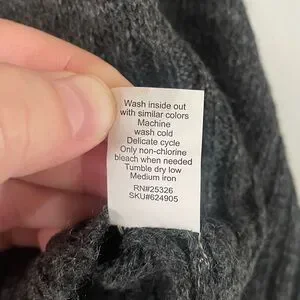 Wash inside out
with similar colors
Machine
wash cold
Delicate cycle
Only non-chlorine
bleach when needed
Tumble dry low
Medium iron
RN#25326
SKU#624905